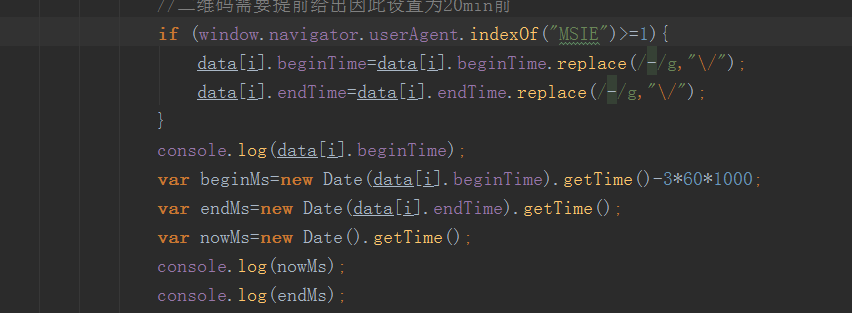 //二维码需要提前给出因此设置为20min前
if (window.navigator.userAgent.indexOf("MSIE")>=1){
data[i].beginTime=data[i].beginTime.replace(/-/g,"\/");
data[i].endTime=data[i].endTime.replace(/-/g,"\/");
}
console.log(data[i].beginTime);
var beginMs=new Date(data[i].beginTime).getTime()-3*60*1000;
var endMs=new Date(data[i].endTime).getTime();
var nowMs=new Date().getTime();
console.log(nowMs);
console.log(endMs);